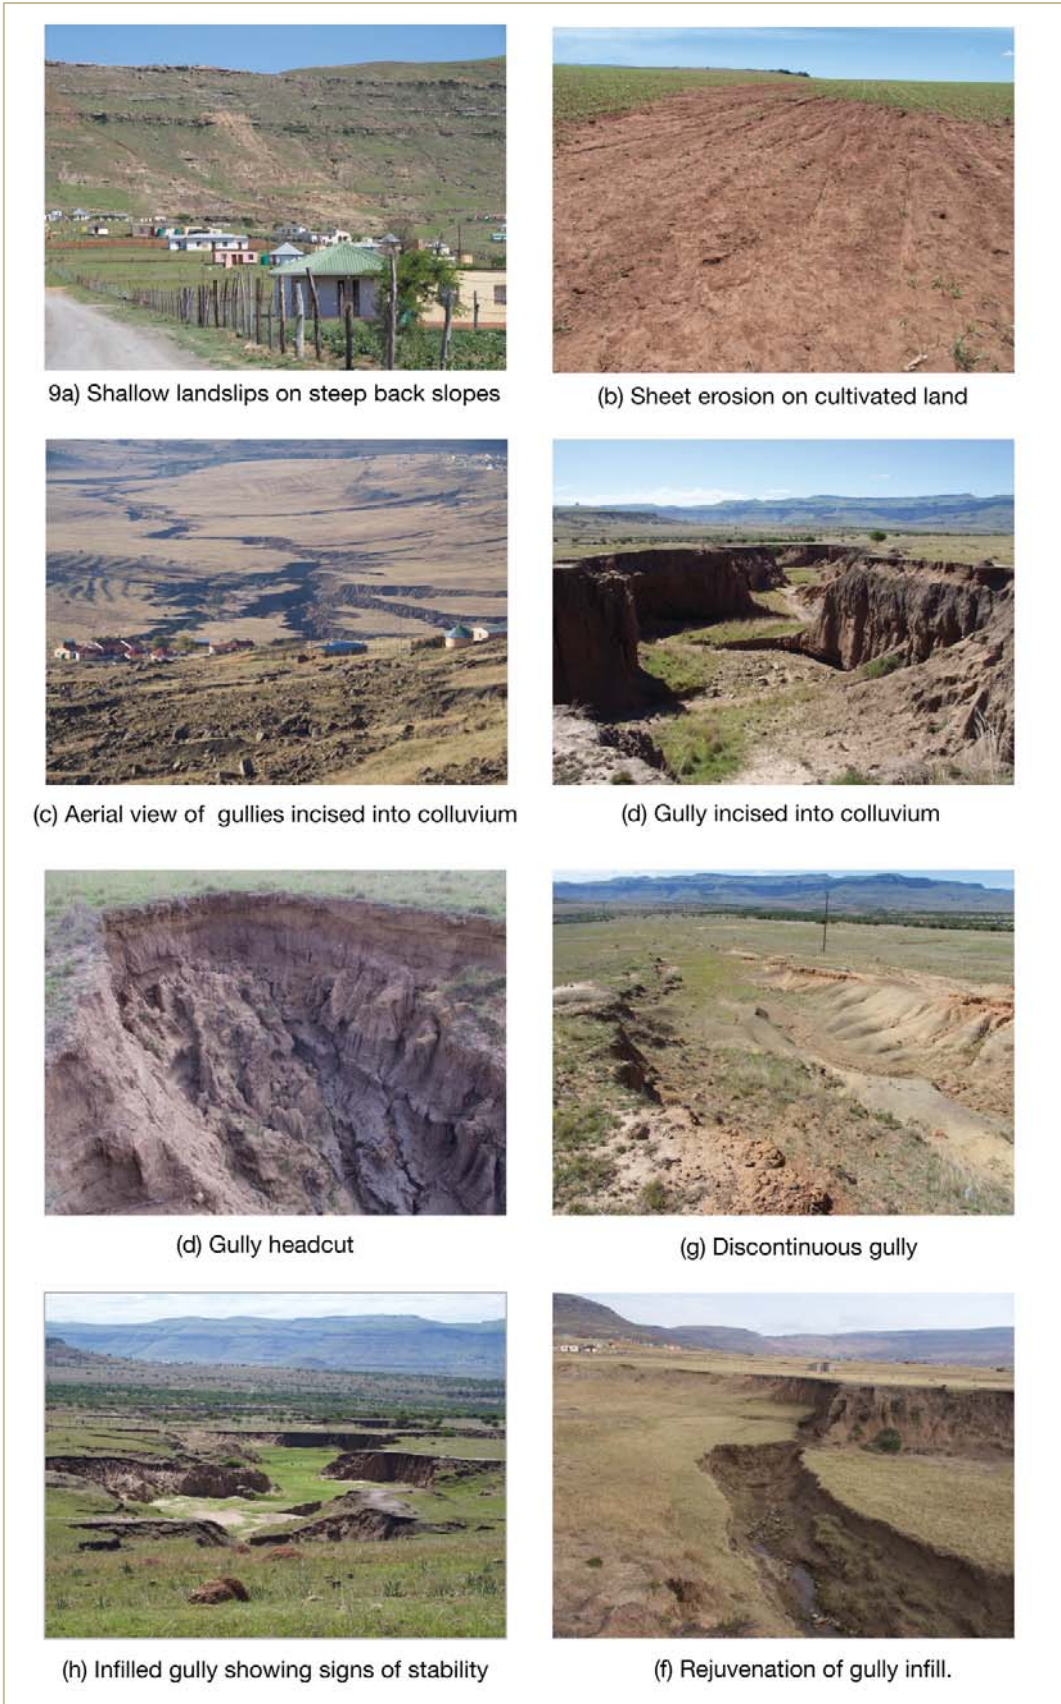 9a) Shallow landslips on steep back slopes
(b) Sheet erosion on cultivated land
(c) Aerial view of  gullies incised into colluvium
(d) Gully incised into colluvium
(d) Gully headcut
(g) Discontinuous gully
(h) Infilled gully showing signs of stability
(f) Rejuvenation of gully infill.